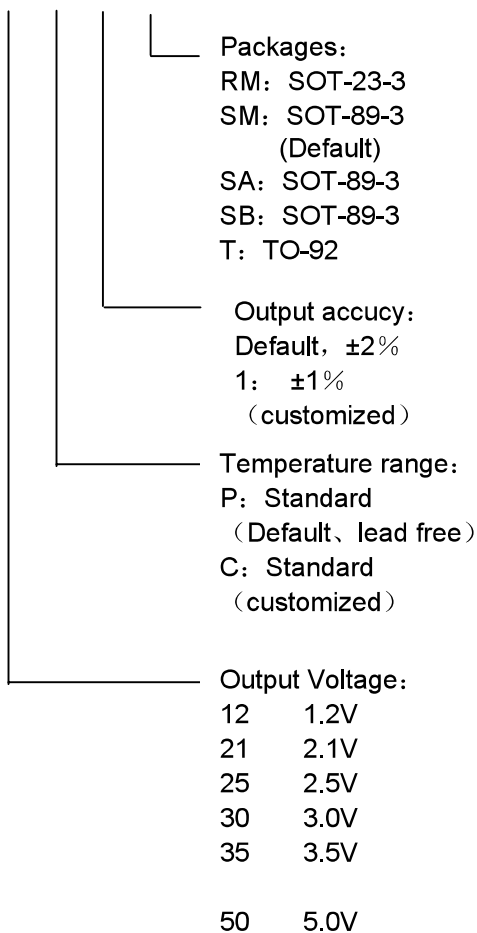 Packages：
RM：SOT-23-3
SM：SOT-89-3
(Default)
SA：SOT-89-3
SB：SOT-89-3
T：TO-92
Output accucy：
Default，±2％
1： ±1％
（customized）
Temperature range：
P：Standard
（Default、lead free）
C：Standard
（customized）
Output Voltage：
12 1.2V
21 2.1V
25 2.5V
30 3.0V
35 3.5V
50 5.0V